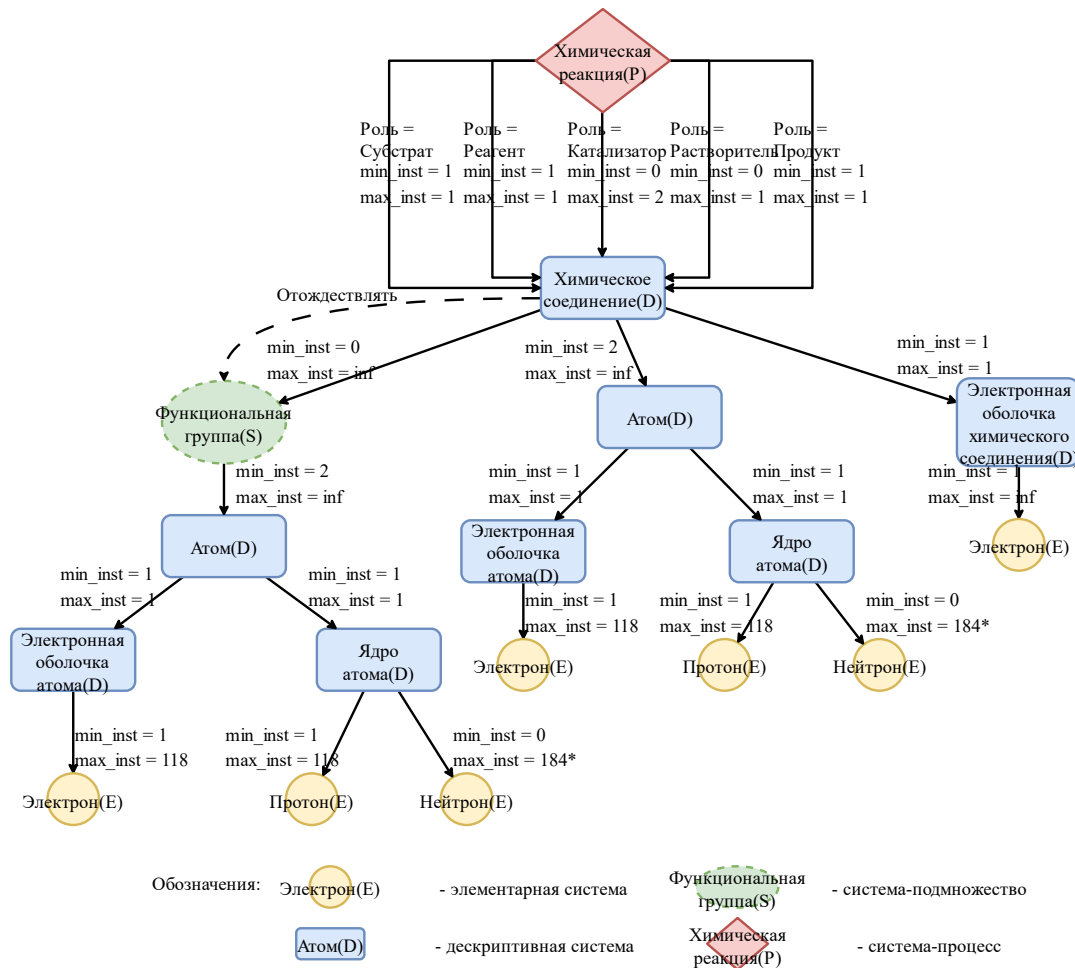 Химическая
реакция(P)
Роль =
Субстрат
min_inst = 1
max_inst = 1
Роль =
Реагент
min_inst = 1
max_inst = 1
Роль =
Катализатор
min_inst = 0
max_inst = 2
Роль =
Растворитель
min_inst = 0
max_inst = 1
Роль =
Продукт
min_inst = 1
max_inst = 1
Химическое
соединение(D)
Отождествлять
min_inst = 0
max_inst = inf
min_inst = 2
max_inst = inf
min_inst = 1
max_inst = 1
Функциональная
группа(S)
Атом(D)
Электронная
оболочка
химического
соединения(D)
min_inst = 2
max_inst = inf
min_inst = 1
max_inst = 1
min_inst = 1
max_inst = 1
min_inst = 1
max_inst = inf
Атом(D)
Электронная
оболочка
атома(D)
Ядро
атома(D)
Электрон(E)
min_inst = 1
max_inst = 1
min_inst = 1
max_inst = 1
min_inst = 1
max_inst = 118
min_inst = 1
max_inst = 118
min_inst = 0
max_inst = 184*
Электронная
оболочка
атома(D)
Ядро
атома(D)
Электрон(E)
Протон(E)
Нейтрон(E)
min_inst = 1
max_inst = 118
min_inst = 1
max_inst = 118
min_inst = 0
max_inst = 184*
Электрон(E)
Протон(E)
Нейтрон(E)
Обозначения:
Электрон(E)
- элементарная система
Функциональная
группа(S)
- система-подмножество
Атом(D)
- дескриптивная система
Химическая
реакция(P)
- система-процесс